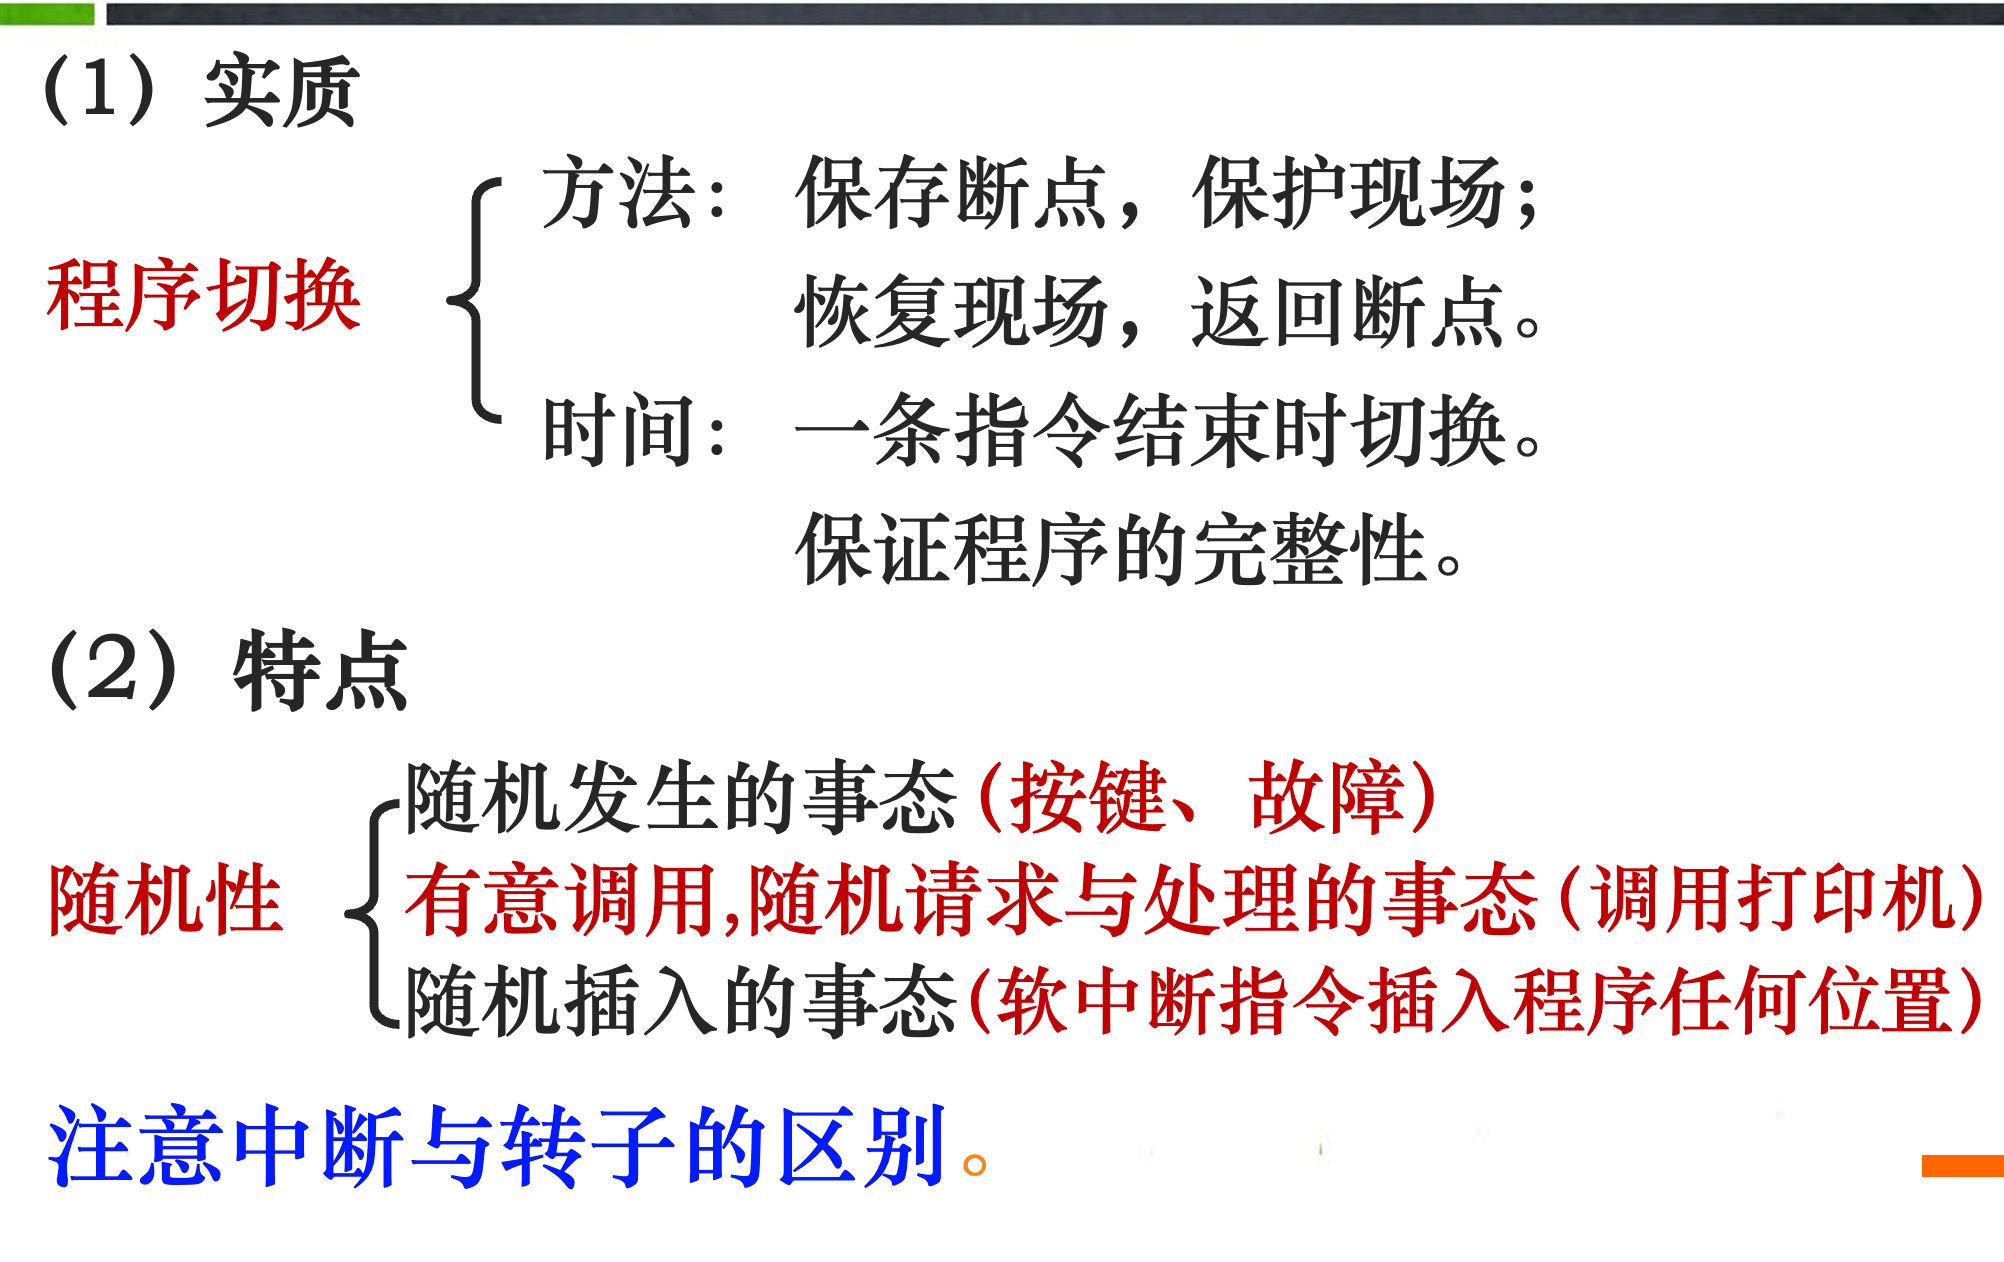 (1) 实质
方法： 保存断点，保护现场；
程序切换
恢复现场，返回断点。
时间： 一条指令结束时切换。
保证程序的完整性。
(2) 特点
随机发生的事态(按键、故障)
随机性
有意调用,随机请求与处理的事态(调用打印机)
随机插入的事态(软中断指令插入程序任何位置)
注意中断与转子的区别。